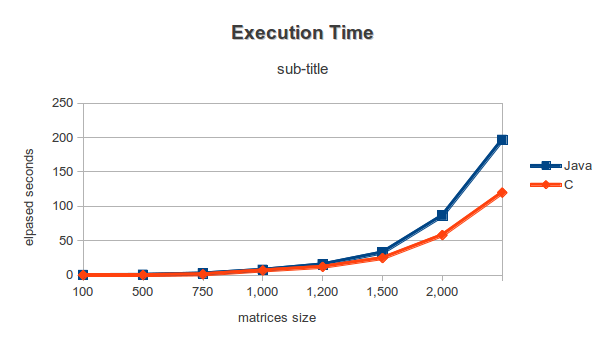 Execution Time
sub-title
250
200
150
100
50
0
elpased seconds
100 500 750 1,000 1,200 1,500 2,000
matrices size
Java
C